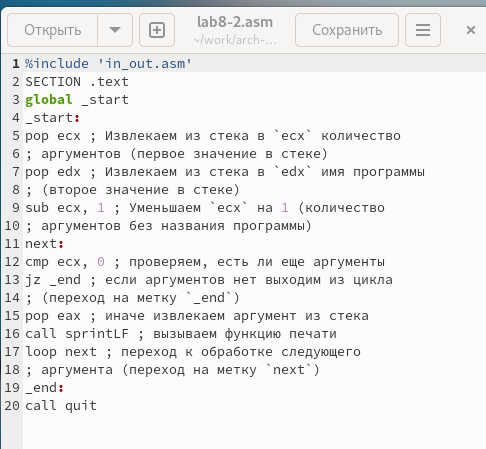 Открыть
lab8-2.asm
~/work/arch-...
Сохранить
1 %include 'in_out.asm'
2 SECTION .text
3 global _start
4 _start:
5 pop ecx ; Извлекаем из стека в `ecx` количество
6 ; аргументов (первое значение в стеке)
7 pop edx ; Извлекаем из стека в `edx` имя программы
8 ; (второе значение в стеке)
9 sub ecx, 1 ; Уменьшаем `ecx` на 1 (количество
10 ; аргументов без названия программы)
11 next:
12 cmp ecx, 0 ; проверяем, есть ли еще аргументы
13 jz _end ; если аргументов нет выходим из цикла
14 ; (переход на метку `_end`)
15 pop eax ; иначе извлекаем аргумент из стека
16 call sprintLF ; вызываем функцию печати
17 loop next ; переход к обработке следующего
18 ; аргумента (переход на метку `next`)
19 _end:
20 call quit